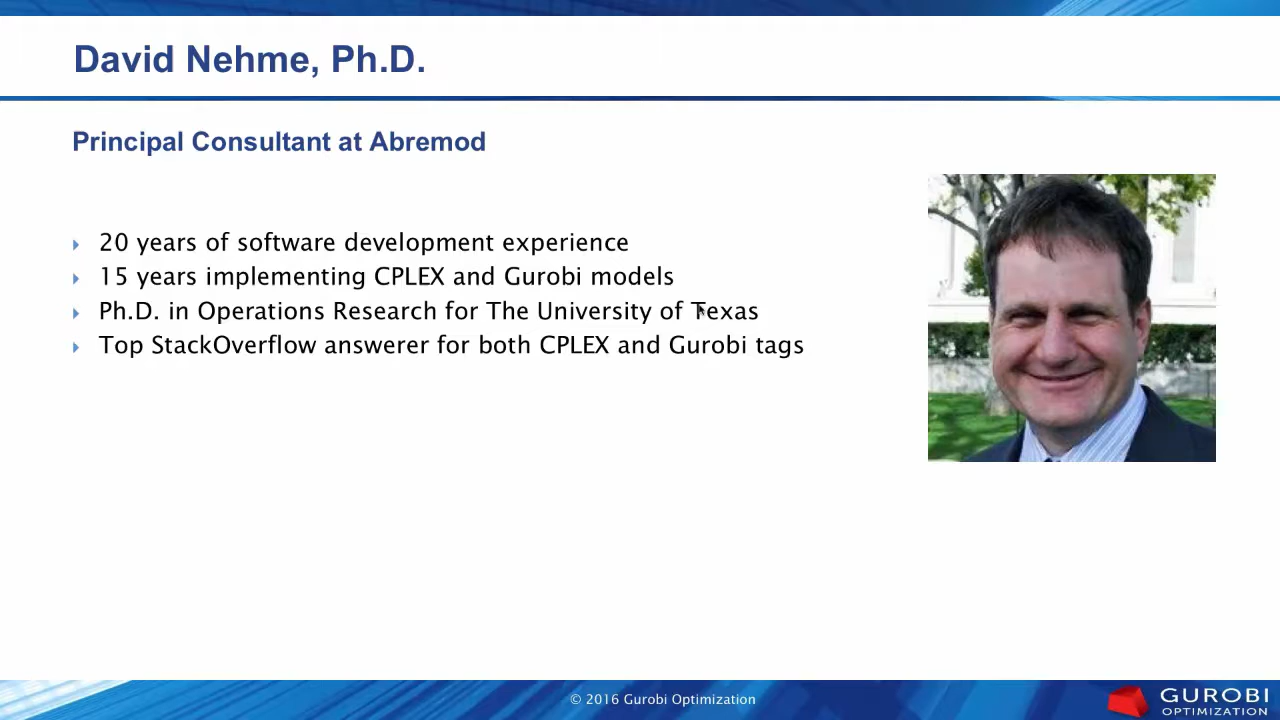 David Nehme, Ph.D.
Principal Consultant at Abremod
20 years of software development experience
15 years implementing CPLEX and Gurobi models
Ph.D. in Operations Research for The University of Texas
Top StackOverflow answerer for both CPLEX and Gurobi tags
© 2016 Gurobi Optimization
GUROBI
OPTIMIZATION